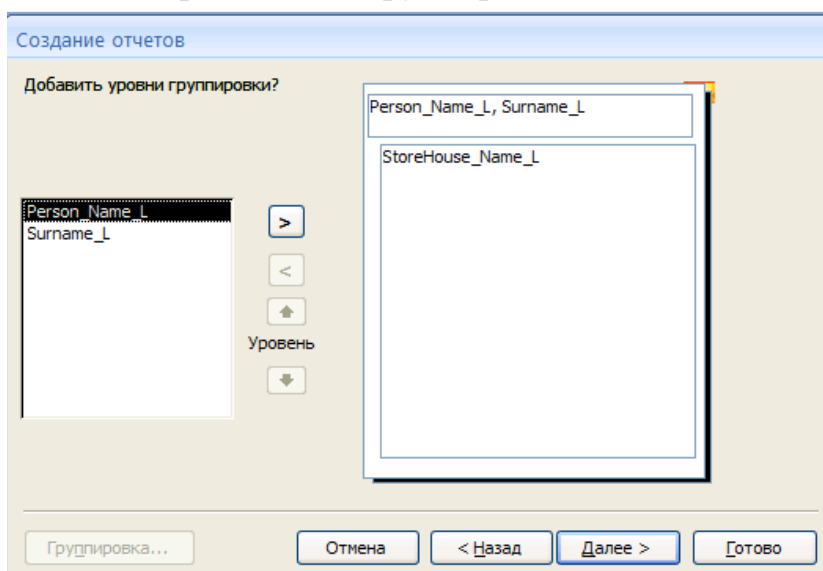 Создание отчетов
Добавить уровни группировки?
Person_Name_L, Surname_L
StoreHouse_Name_L
Person_Name_L
Surname_L
>
<
Уровень
Группировка...
Отмена
< Назад
Далее >
Готово